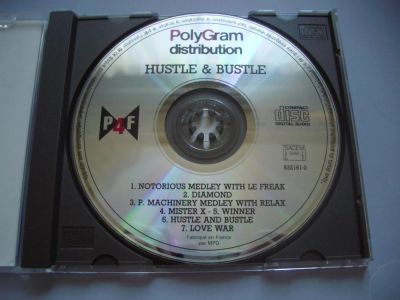 PolyGram
distribution
HUSTLE & BUSTLE
P4F
COMPACT
disc
DIGITAL AUDIO
SACEM
1. NOTORIOUS MEDLEY WITH LE FREAK
2. DIAMOND
3. P. MACHINERY MEDLEY WITH RELAX
4. MISTER X - 5. WINNER
6. HUSTLE AND BUSTLE
7. LOVE WAR
Fabriqué en France
par MPO